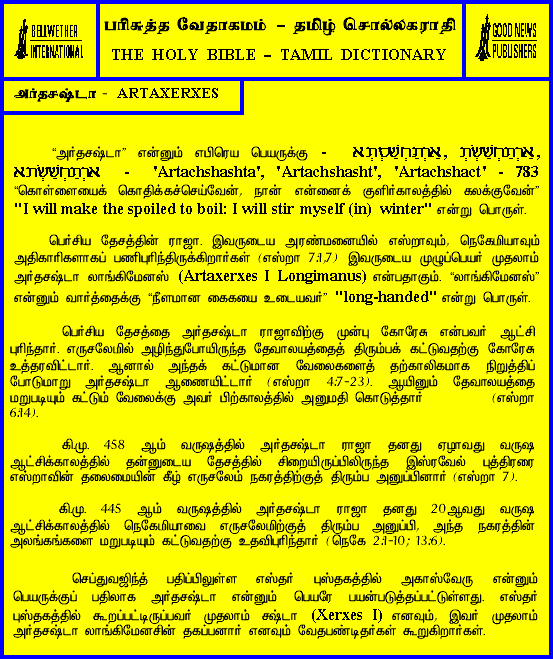 BELLWETHER
INTERNATIONAL
பரிசுத்த வேதாகமம் – தமிழ் சொல்லகராதி
THE HOLY BIBLE – TAMIL DICTIONARY
GOOD NEWS
PUBLISHERS
அர்தசஷ்டா - ARTAXERXES
“அர்தசஷ்டா” என்னும் எபிரெய பெயருக்கு -
- 'Artachshashta', 'Artachshasht', 'Artachshact' - 783
“கொள்ளையைக் கொதிக்கச்செய்வேன், நான் என்னைக் குளிர்காலத்தில் கலக்குவேன்”
"I will make the spoiled to boil: I will stir myself (in) winter" என்று பொருள்.
பெர்சிய தேசத்தின் ராஜா. இவருடைய அரண்மனையில் எஸ்றாவும், நெகேமியாவும்
அதிகாரிகளாகப் பணிபுரிந்திருக்கிறார்கள் (எஸ்றா 7:1,7) இவருடைய முழுப்பெயர் முதலாம்
அர்தசஷ்டா லாங்கிமேனஸ் (Artaxerxes I Longimanus) என்பதாகும். “லாங்கிமேனஸ்”
என்னும் வார்த்தைக்கு “நீளமான கையை உடையவர்” "long-handed" என்று பொருள்.
பெர்சிய தேசத்தை அர்தசஷ்டா ராஜாவிற்கு முன்பு கோரேசு என்பவர் ஆட்சி
புரிந்தார். எருசலேமில் அழிந்துபோயிருந்த தேவாலயத்தைத் திரும்பக் கட்டுவதற்கு கோரேசு
உத்தரவிட்டார். ஆனால் அந்தக் கட்டுமான வேலைகளைத் தற்காலிகமாக நிறுத்திப்
போடுமாறு அர்தசஷ்டா ஆணையிட்டார் (எஸ்றா 4:7-23). ஆயினும் தேவாலயத்தை
மறுபடியும் கட்டும் வேலைக்கு அவர் பிற்காலத்தில் அனுமதி கொடுத்தார் (எஸ்றா
6:14).
கி.மு. 458 ஆம் வருஷத்தில் அர்தசஷ்டா ராஜா தனது ஏழாவது வருஷ
ஆட்சிக்காலத்தில் தன்னுடைய தேசத்தில் சிறையிருப்பிலிருந்த இஸ்ரவேல் புத்திரரை
எஸ்றாவின் தலைமையின் கீழ் எருசலேம் நகரத்திற்குத் திரும்ப அனுப்பினார் (எஸ்றா 7).
கி.மு. 445 ஆம் வருஷத்தில் அர்தசஷ்டா ராஜா தனது 20ஆவது வருஷ
ஆட்சிக்காலத்தில் நெகேமியாவை எருசலேமிற்குத் திரும்ப அனுப்பி, அந்த நகரத்தின்
அலங்கங்களை மறுபடியும் கட்டுவதற்கு உதவிபுரிந்தார் (நெகே 2:1-10; 13:6).
செப்துவஜிந்த் பதிப்பிலுள்ள எஸ்தர் புஸ்தகத்தில் அகாஸ்வேரு என்னும்
பெயருக்குப் பதிலாக அர்தசஷ்டா என்னும் பெயரே பயன்படுத்தப்பட்டுள்ளது. எஸ்தர்
புஸ்தகத்தில் கூறப்பட்டிருப்பவர் முதலாம் சஷ்டா (Xerxes I) எனவும், இவர் முதலாம்
அர்தசஷ்டா லாங்கிமேனசின் தகப்பனார் எனவும் வேதபண்டிதர்கள் கூறுகிறார்கள்.